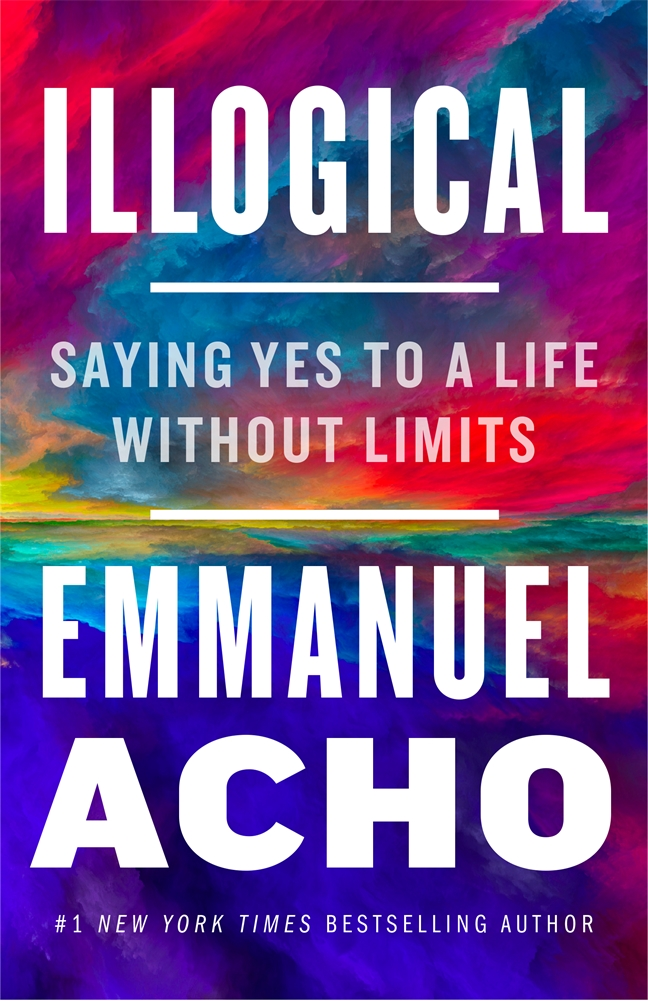 ILLOGICAL
SAYING YES TO A LIFE
WITHOUT LIMITS
EMMANUEL
ACHO
#1 NEW YORK TIMES BESTSELLING AUTHOR